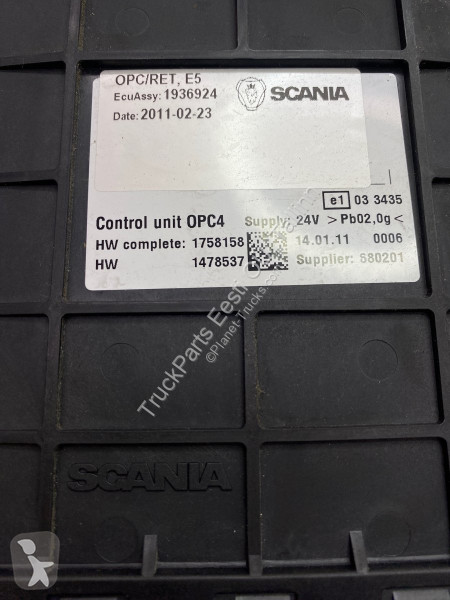 OPC/RET, E5
EcuAssy: 1936924
Date: 2011-02-23
SCANIA
e1 03 3435
Control unit OPC4 Supply: 24V >Pb02,0g<
HW complete: 1758158 14.01.11 0006
HW 1478537 Supplier: 680201
TruckParts Eesti
©Planet-Trucks.com
SCANIA